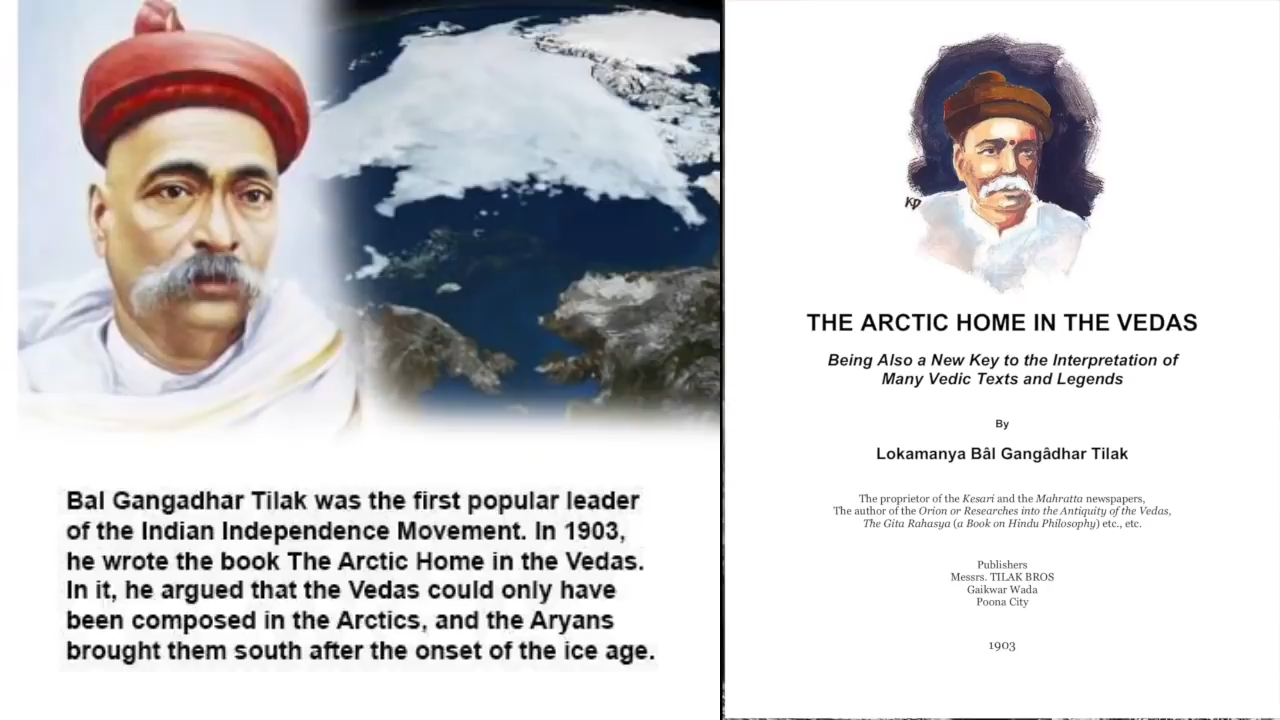 Bal Gangadhar Tilak was the first popular leader
of the Indian Independence Movement. In 1903,
he wrote the book The Arctic Home in the Vedas.
In it, he argued that the Vedas could only have
been composed in the Arctics, and the Aryans
brought them south after the onset of the ice age.
KD
THE ARCTIC HOME IN THE VEDAS
Being Also a New Key to the Interpretation of
Many Vedic Texts and Legends
By
Lokamanya Bâl Gangâdhar Tilak
The proprietor of the Kesari and the Mahratta newspapers,
The author of the Orion or Researches into the Antiquity of the Vedas,
The Gita Rahasya (a Book on Hindu Philosophy) etc., etc.
Publishers
Messrs. TILAK BROS
Gaikwar Wada
Poona City
1903